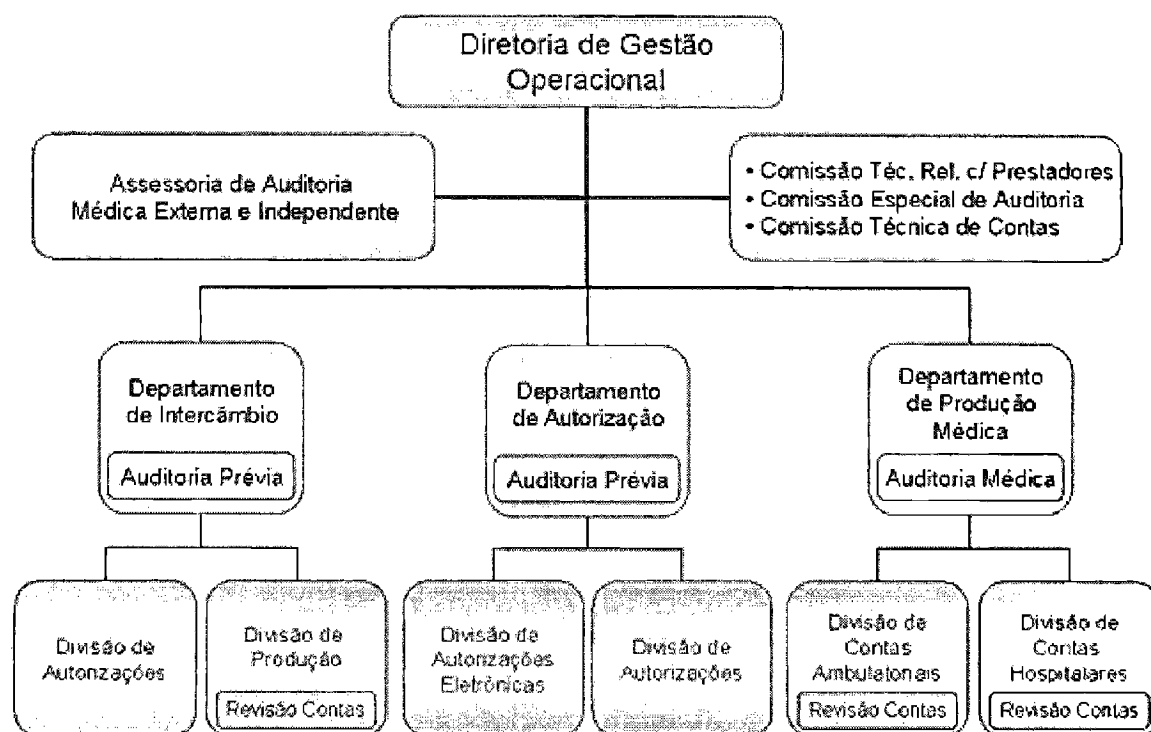 Diretoria de Gestão
Operacional
Assessoria de Auditoria
Médica Externa e Independente
• Comissão Téc. Rel. c/ Prestadores
• Comissão Especial de Auditoria
• Comissão Técnica de Contas
Departamento
de Intercâmbio
Auditoria Prévia
Departamento
de Autorização
Auditoria Prévia
Departamento
de Produção
Médica
Auditoria Médica
Divisão de
Autorizações
Divisão de
Produção
Revisão Contas
Divisão de
Autorizações
Eletrônicas
Divisão de
Autorizações
Divisão de
Contas
Ambulatoriais
Revisão Contas
Divisão de
Contas
Hospitalares
Revisão Contas